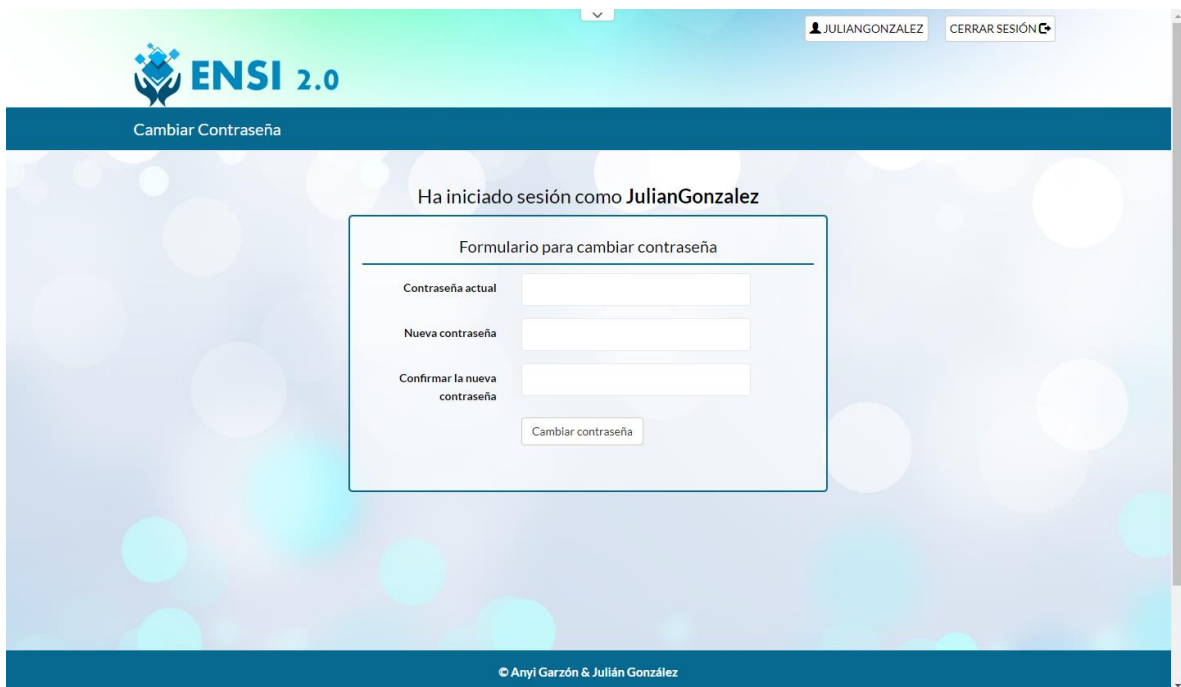 JULIANGONZALEZ
CERRAR SESIÓN
ENSI 2.0
Cambiar Contraseña
Ha iniciado sesión como JulianGonzalez
Formulario para cambiar contraseña
Contraseña actual
Nueva contraseña
Confirmar la nueva
contraseña
Cambiar contraseña
© Anyi Garzón & Julián González